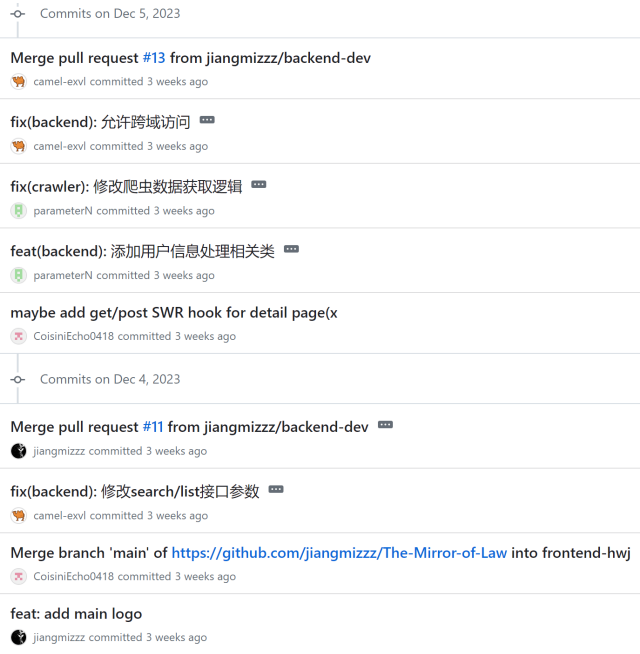 Commits on Dec 5, 2023
Merge pull request #13 from jiangmizzz/backend-dev
camel-exvl committed 3 weeks ago
fix(backend): 允许跨域访问
camel-exvl committed 3 weeks ago
fix(crawler): 修改爬虫数据获取逻辑
parameterN committed 3 weeks ago
feat(backend): 添加用户信息处理相关类
parameterN committed 3 weeks ago
maybe add get/post SWR hook for detail page(x
CoisiniEcho0418 committed 3 weeks ago
Commits on Dec 4, 2023
Merge pull request #11 from jiangmizzz/backend-dev
jiangmizzz committed 3 weeks ago
fix(backend): 修改search/list接口参数
camel-exvl committed 3 weeks ago
Merge branch 'main' of https://github.com/jiangmizzz/The-Mirror-of-Law into frontend-hwj
CoisiniEcho0418 committed 3 weeks ago
feat: add main logo
jiangmizzz committed 3 weeks ago